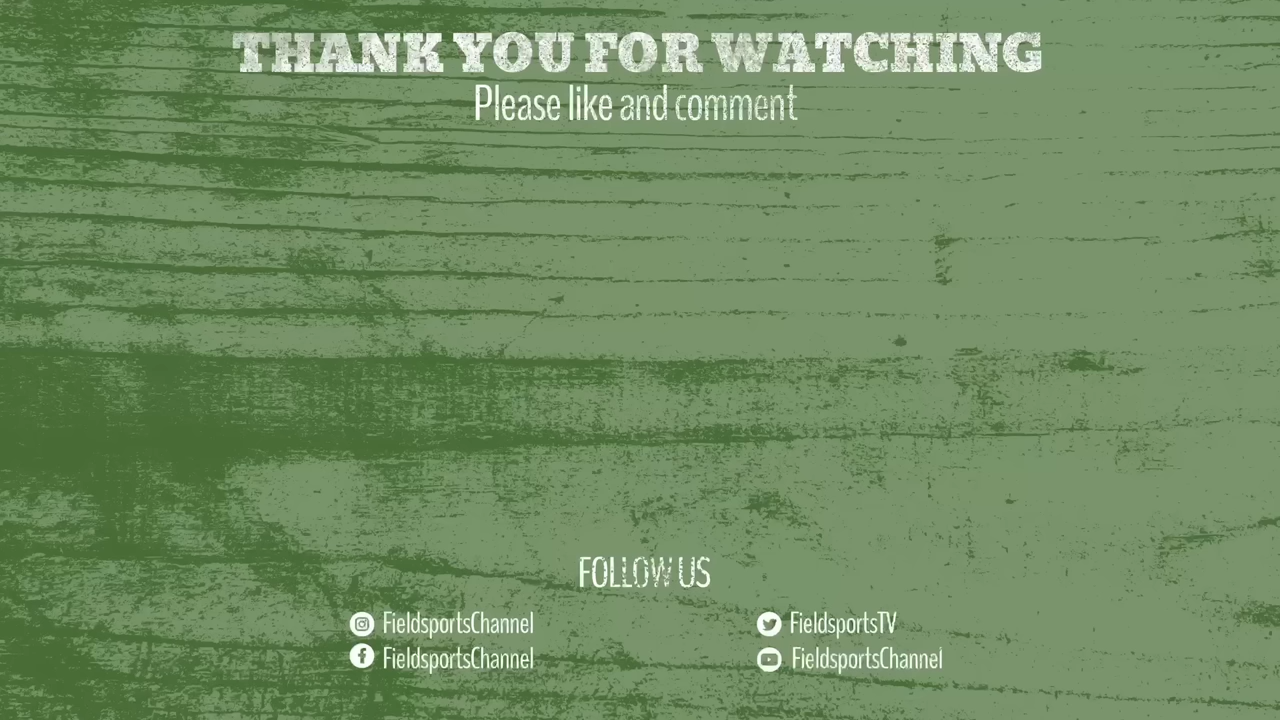 THANK YOU FOR WATCHING
Please like and comment
FOLLOW US
FieldsportsChannel
FieldsportsTV
FieldsportsChannel
FieldsportsChannel